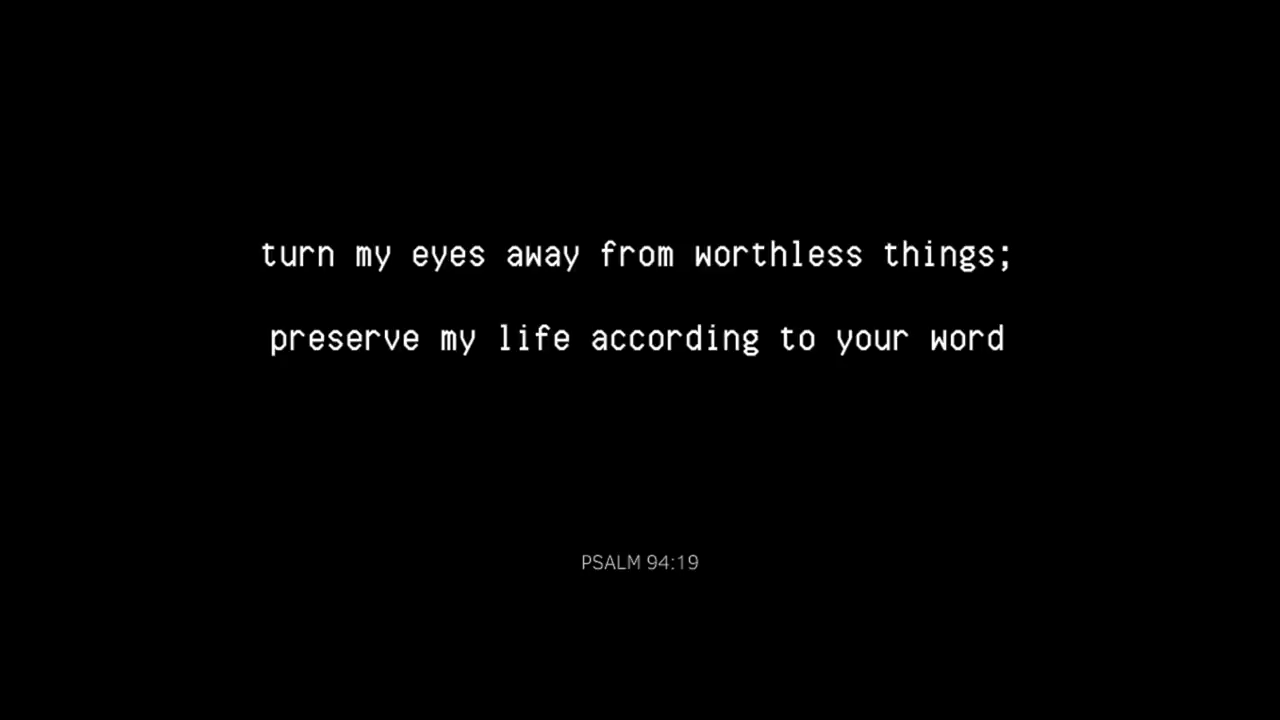 turn my eyes away from worthless things;
preserve my life according to your word
PSALM 94:19